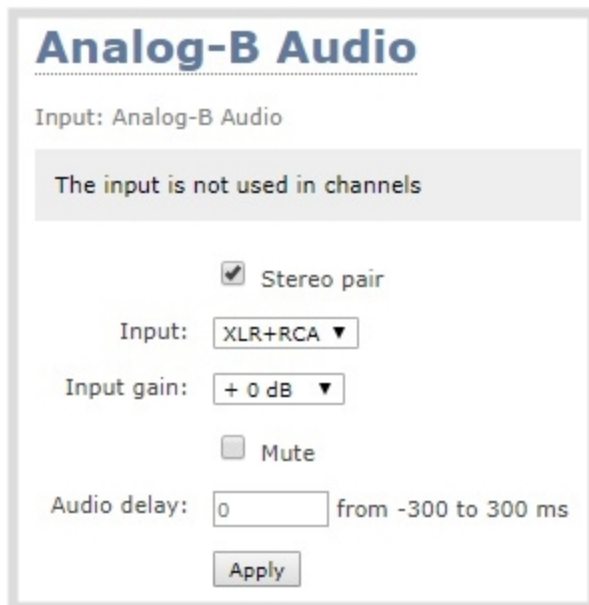 Analog-B Audio
Input: Analog-B Audio
The input is not used in channels
Stereo pair
Input: XLR+RCA ▼
Input gain: + 0 dB ▼
Mute
Audio delay: 0 from -300 to 300 ms
Apply